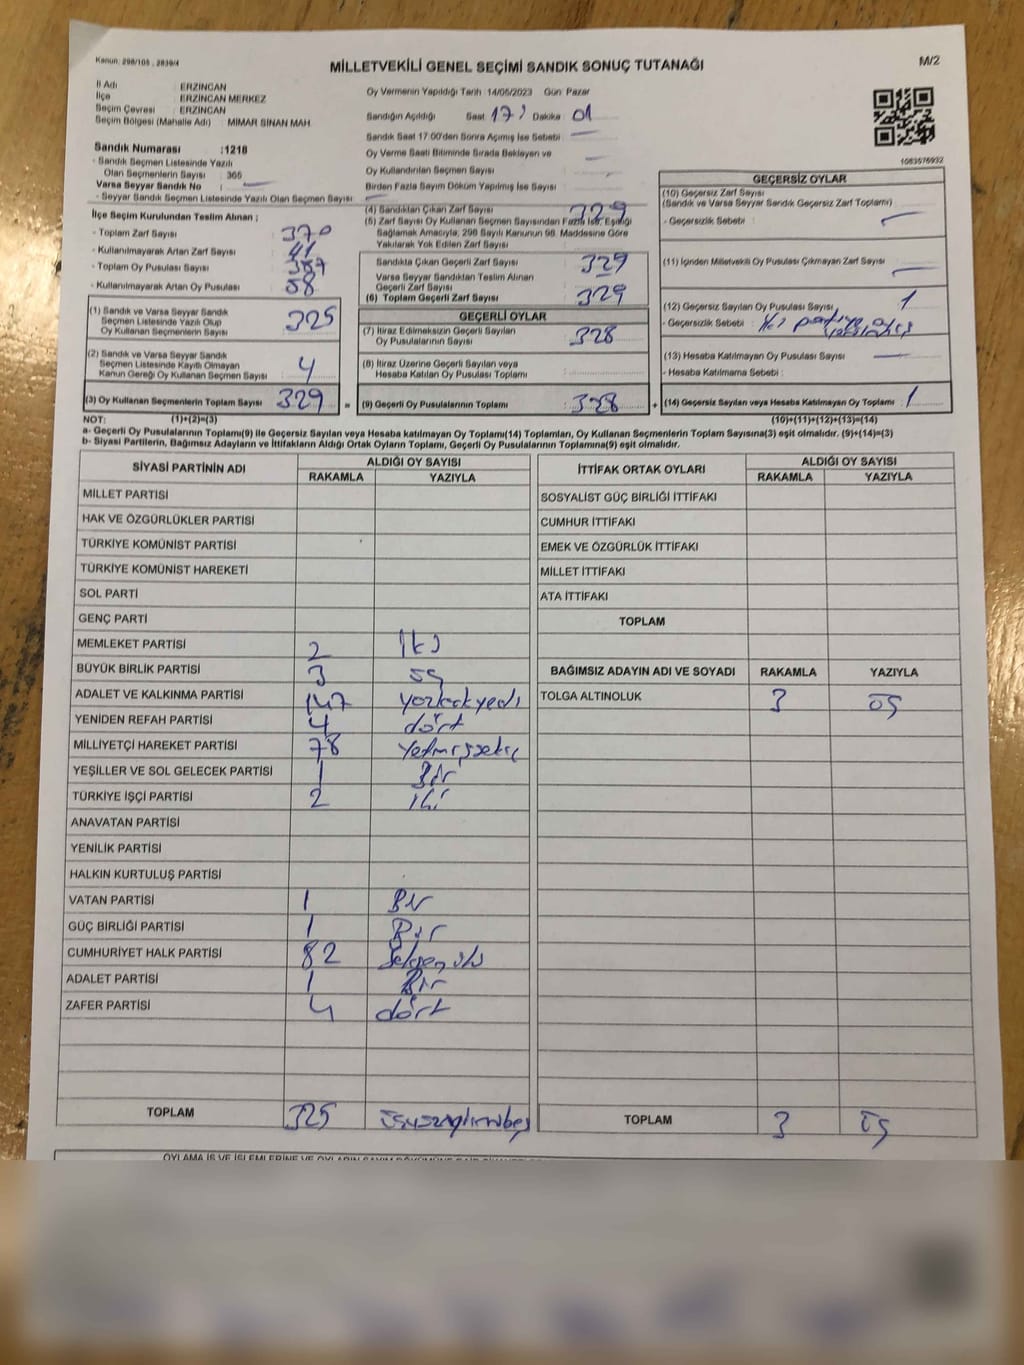 Kanun: 298/105 , 2839/4
MİLLETVEKİLİ GENEL SEÇİMİ SANDIK SONUÇ TUTANAĞI
M/2
İl Adı : ERZİNCAN
İlçe : ERZİNCAN MERKEZ
Seçim Çevresi : ERZİNCAN
Seçim Bölgesi (Mahalle Adı) : MİMAR SİNAN MAH
Oy Vermenin Yapıldığı Tarih :14/05/2023 Gün: Pazar
Sandığın Açıldığı Saat 17 Dakika 01
Sandık Saat 17:00'den Sonra Açılmış İse Sebebi :
Oy Verme Saati Bitiminde Sırada Bekleyen ve
Oy Kullandırılan Seçmen Sayısı :
Birden Fazla Sayım Döküm Yapılmış İse Sayısı :
1083576932
Sandık Numarası :1218
- Sandık Seçmen Listesinde Yazılı
Olan Seçmenlerin Sayısı : 366
Varsa Seyyar Sandık No :
- Seyyar Sandık Seçmen Listesinde Yazılı Olan Seçmen Sayısı :
İlçe Seçim Kurulundan Teslim Alınan ;
- Toplam Zarf Sayısı : 370
- Kullanılmayarak Artan Zarf Sayısı : 41
- Toplam Oy Pusulası Sayısı : 387
- Kullanılmayarak Artan Oy Pusulası : 58
(1) Sandık ve Varsa Seyyar Sandık
Seçmen Listesinde Yazılı Olup
Oy Kullanan Seçmenlerin Sayısı : 325
(2) Sandık ve Varsa Seyyar Sandık
Seçmen Listesinde Kayıtlı Olmayan
Kanun Gereği Oy Kullanan Seçmen Sayısı : 4
(3) Oy Kullanan Seçmenlerin Toplam Sayısı : 329 =
(4) Sandıktan Çıkan Zarf Sayısı : 329
(5) Zarf Sayısı Oy Kullanan Seçmen Sayısından Fazla İse, Eşitliği
Sağlamak Amacıyla, 298 Sayılı Kanunun 98. Maddesine Göre
Yakılarak Yok Edilen Zarf Sayısı :
Sandıkta Çıkan Geçerli Zarf Sayısı : 329
Varsa Seyyar Sandıktan Teslim Alınan
Geçerli Zarf Sayısı :
(6) Toplam Geçerli Zarf Sayısı : 329
GEÇERLİ OYLAR
(7) İtiraz Edilmeksizin Geçerli Sayılan
Oy Pusulalarının Sayısı : 328
(8) İtiraz Üzerine Geçerli Sayılan veya
Hesaba Katılan Oy Pusulası Toplamı :
(9) Geçerli Oy Pusulalarının Toplamı : 328 +
GEÇERSİZ OYLAR
(10) Geçersiz Zarf Sayısı
(Sandık ve Varsa Seyyar Sandık Geçersiz Zarf Toplamı) :
- Geçersizlik Sebebi :
(11) İçinden Milletvekili Oy Pusulası Çıkmayan Zarf Sayısı :
(12) Geçersiz Sayılan Oy Pusulası Sayısı : 1
- Geçersizlik Sebebi : iki partiye
(13) Hesaba Katılmayan Oy Pusulası Sayısı :
- Hesaba Katılmama Sebebi :
(14) Geçersiz Sayılan veya Hesaba Katılmayan Oy Toplamı : 1
NOT: (1)+(2)=(3) (10)+(11)+(12)+(13)=(14)
a- Geçerli Oy Pusulalarının Toplamı(9) ile Geçersiz Sayılan veya Hesaba katılmayan Oy Toplamı(14) Toplamları, Oy Kullanan Seçmenlerin Toplam Sayısına(3) eşit olmalıdır. (9)+(14)=(3)
b- Siyasi Partilerin, Bağımsız Adayların ve İttifakların Aldığı Ortak Oyların Toplamı, Geçerli Oy Pusulalarının Toplamına(9) eşit olmalıdır.
SİYASİ PARTİNİN ADI ALDIĞI OY SAYISI
RAKAMLA YAZIYLA
MİLLET PARTİSİ
HAK VE ÖZGÜRLÜKLER PARTİSİ
TÜRKİYE KOMÜNİST PARTİSİ
TÜRKİYE KOMÜNİST HAREKETİ
SOL PARTİ
GENÇ PARTİ
MEMLEKET PARTİSİ 2 iki
BÜYÜK BİRLİK PARTİSİ 3 üç
ADALET VE KALKINMA PARTİSİ 147 yüzkırkyedi
YENİDEN REFAH PARTİSİ 4 dört
MİLLİYETÇİ HAREKET PARTİSİ 78 yetmişsekiz
YEŞİLLER VE SOL GELECEK PARTİSİ 1 Bir
TÜRKİYE İŞÇİ PARTİSİ 2 iki
ANAVATAN PARTİSİ
YENİLİK PARTİSİ
HALKIN KURTULUŞ PARTİSİ
VATAN PARTİSİ 1 Bir
GÜÇ BİRLİĞİ PARTİSİ 1 Bir
CUMHURİYET HALK PARTİSİ 82 Seksen iki
ADALET PARTİSİ 1 Bir
ZAFER PARTİSİ 4 dört
TOPLAM 325 üçyüzyirmibeş
İTTİFAK ORTAK OYLARI ALDIĞI OY SAYISI
RAKAMLA YAZIYLA
SOSYALİST GÜÇ BİRLİĞİ İTTİFAKI
CUMHUR İTTİFAKI
EMEK VE ÖZGÜRLÜK İTTİFAKI
MİLLET İTTİFAKI
ATA İTTİFAKI
TOPLAM
BAĞIMSIZ ADAYIN ADI VE SOYADI RAKAMLA YAZIYLA
TOLGA ALTINOLUK 3 üç
TOPLAM 3 üç